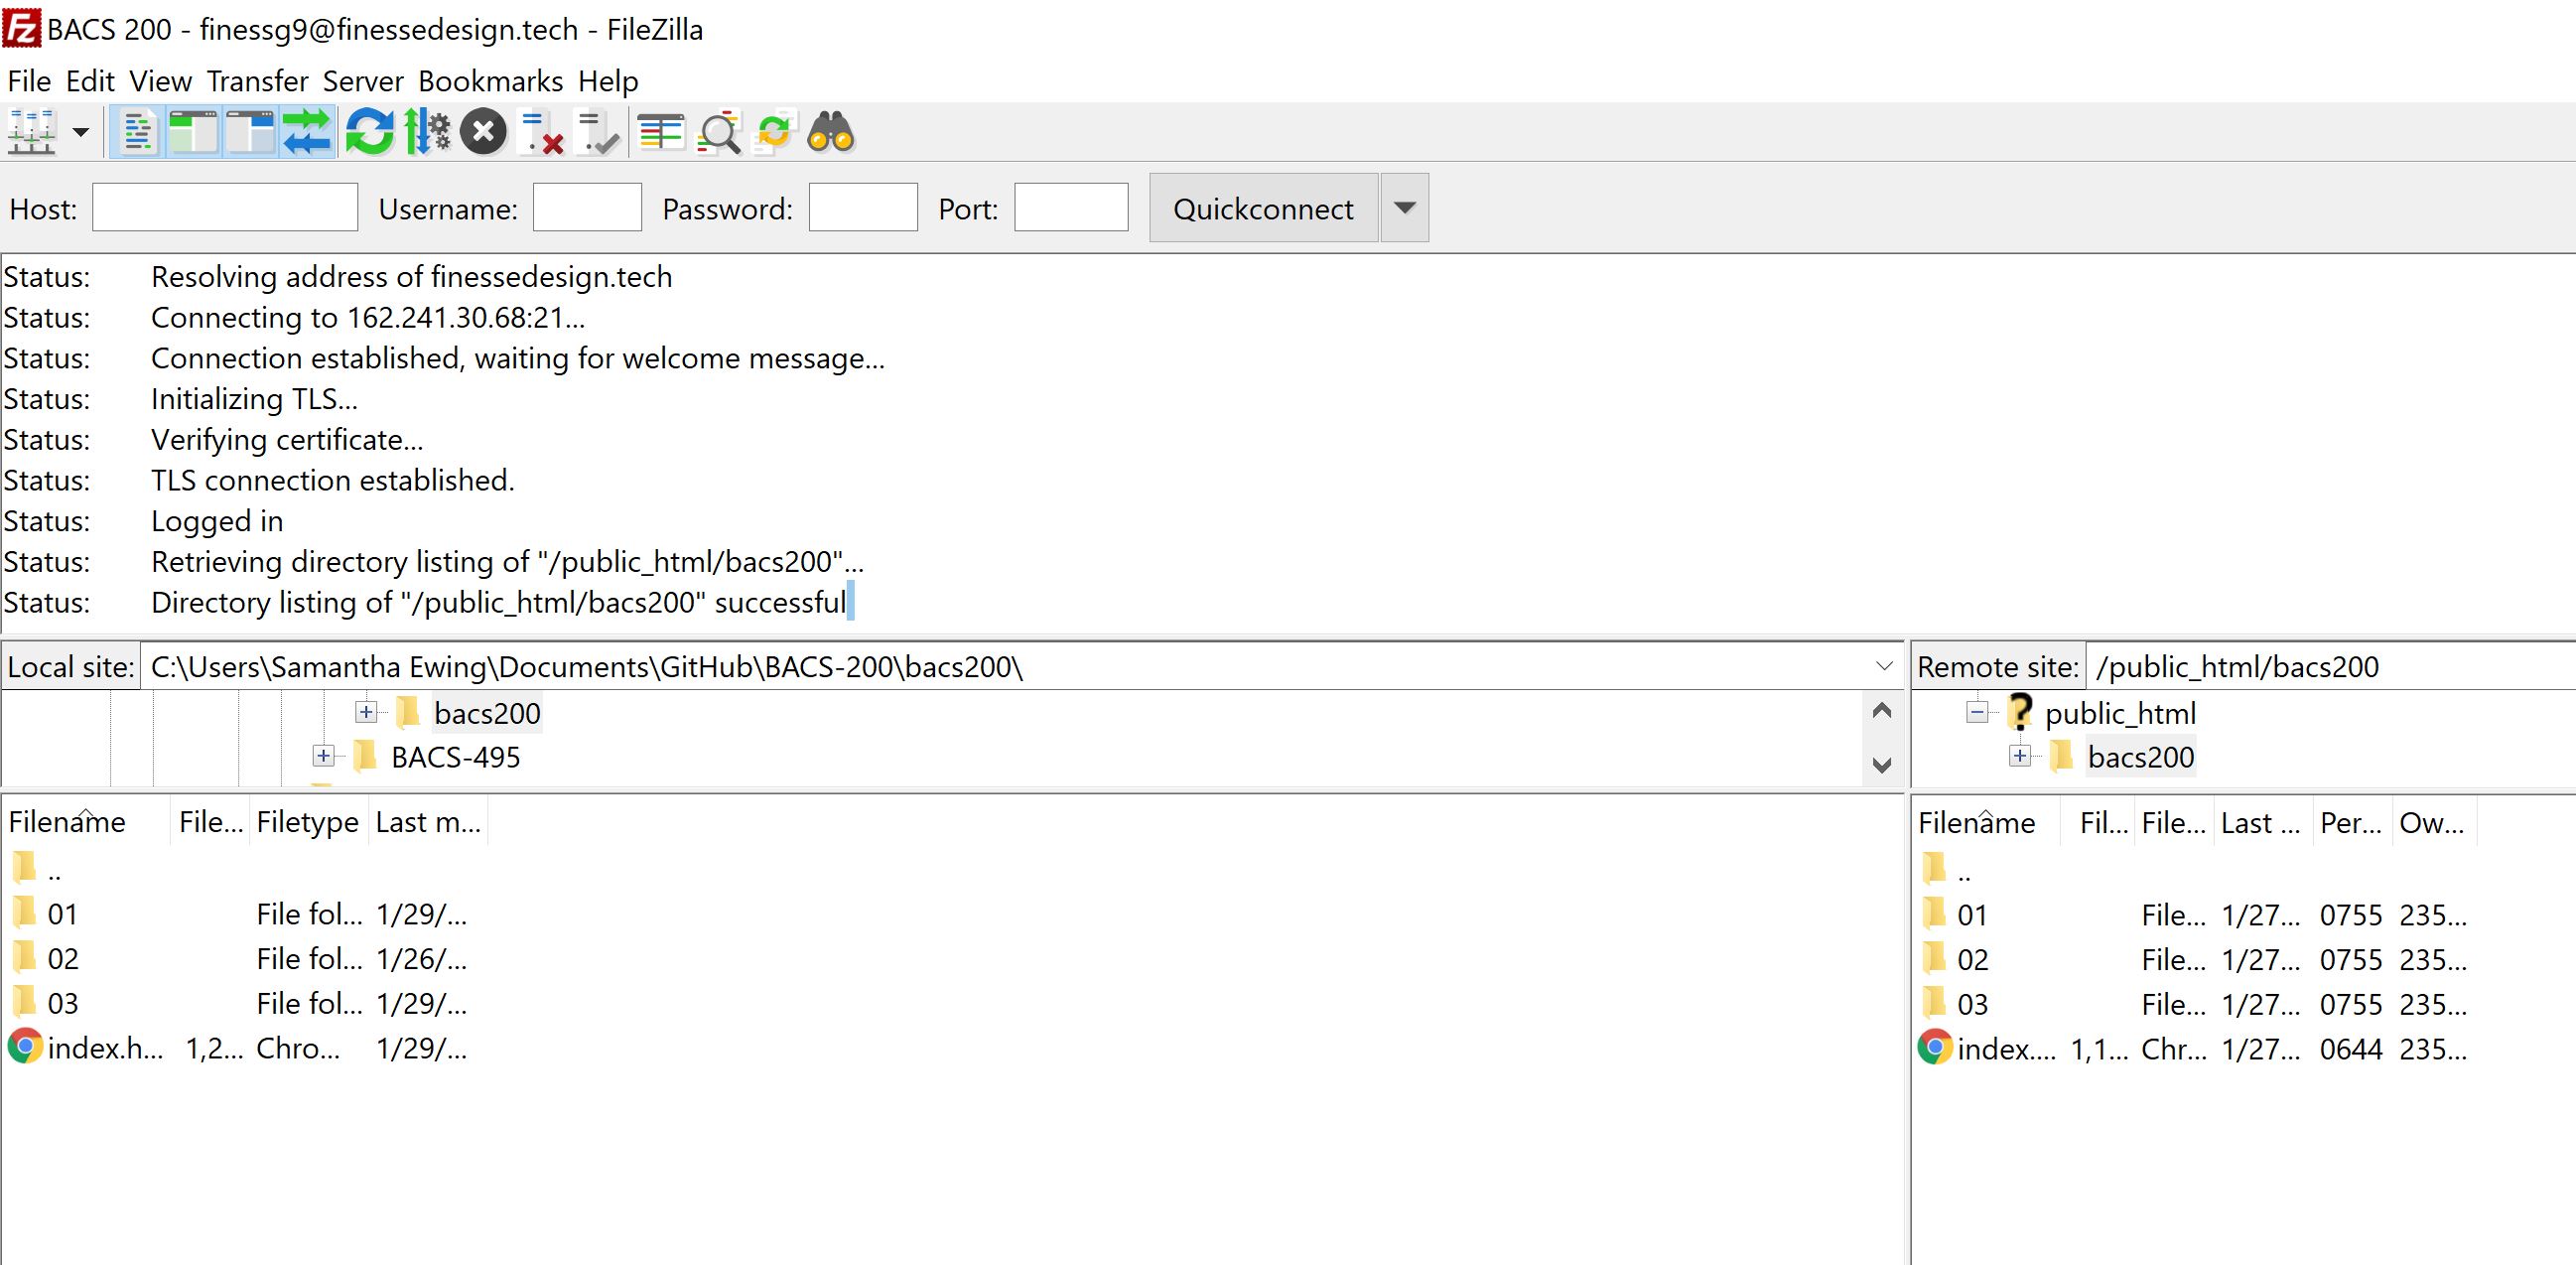 BACS 200 - finessg9@finessedesign.tech - FileZilla
File Edit View Transfer Server Bookmarks Help
Host: Username: Password: Port: Quickconnect
Status: Resolving address of finessedesign.tech
Status: Connecting to 162.241.30.68:21...
Status: Connection established, waiting for welcome message...
Status: Initializing TLS...
Status: Verifying certificate...
Status: TLS connection established.
Status: Logged in
Status: Retrieving directory listing of "/public_html/bacs200"...
Status: Directory listing of "/public_html/bacs200" successful
Local site: C:\Users\Samantha Ewing\Documents\GitHub\BACS-200\bacs200\
bacs200
BACS-495
Filename File... Filetype Last m...
..
01 File fol... 1/29/...
02 File fol... 1/26/...
03 File fol... 1/29/...
index.h... 1,2... Chro... 1/29/...
Remote site: /public_html/bacs200
? public_html
bacs200
Filename Fil... File... Last ... Per... Ow...
..
01 File... 1/27... 0755 235...
02 File... 1/27... 0755 235...
03 File... 1/27... 0755 235...
index.... 1,1... Chr... 1/27... 0644 235...